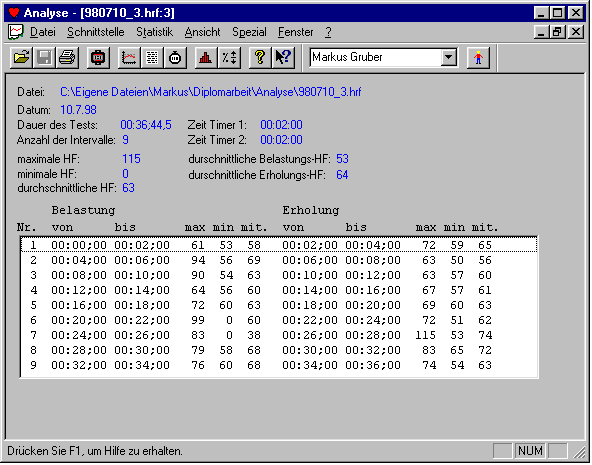 Analyse - [980710_3.hrf:3]
Datei Schnittstelle Statistik Ansicht Spezial Fenster ?
Markus Gruber
Datei: C:\Eigene Dateien\Markus\Diplomarbeit\Analyse\980710_3.hrf
Datum: 10.7.98
Dauer des Tests: 00:36;44,5 Zeit Timer 1: 00:02:00
Anzahl der Intervalle: 9 Zeit Timer 2: 00:02:00
maximale HF: 115 durschnittliche Belastungs-HF: 53
minimale HF: 0 durschnittliche Erholungs-HF: 64
durchschnittliche HF: 63
Belastung Erholung
Nr. von bis max min mit. von bis max min mit.
1 00:00;00 00:02;00 61 53 58 00:02;00 00:04;00 72 59 65
2 00:04;00 00:06;00 94 56 69 00:06;00 00:08;00 63 50 56
3 00:08;00 00:10;00 90 54 63 00:10;00 00:12;00 63 57 60
4 00:12;00 00:14;00 64 56 60 00:14;00 00:16;00 67 57 61
5 00:16;00 00:18;00 72 60 63 00:18;00 00:20;00 69 60 63
6 00:20;00 00:22;00 99 0 60 00:22;00 00:24;00 72 51 62
7 00:24;00 00:26;00 83 0 38 00:26;00 00:28;00 115 53 74
8 00:28;00 00:30;00 79 58 68 00:30;00 00:32;00 83 65 72
9 00:32;00 00:34;00 76 60 68 00:34;00 00:36;00 74 54 63
Drücken Sie F1, um Hilfe zu erhalten. NUM